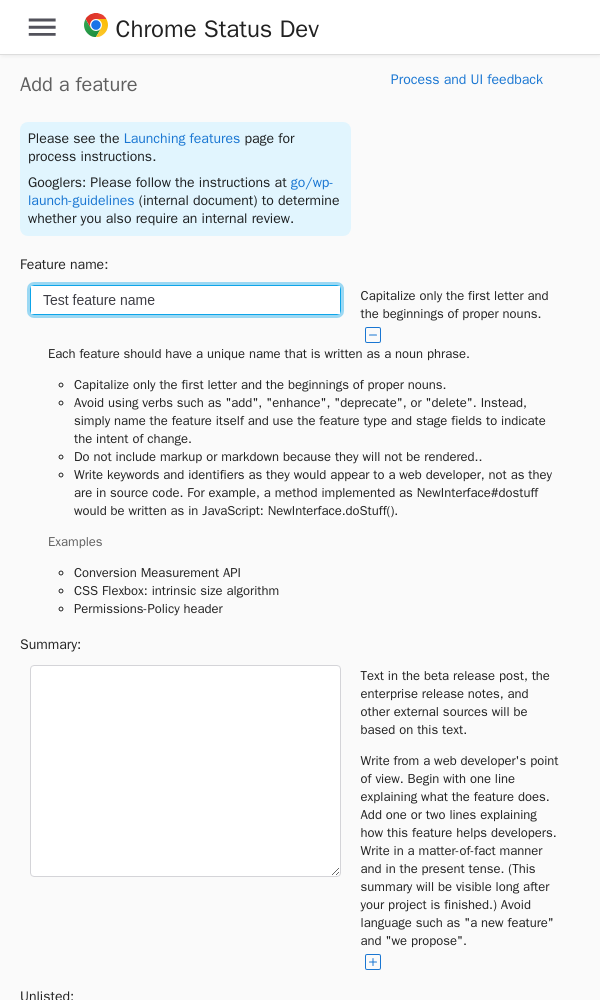 Chrome Status Dev
Add a feature
Process and UI feedback
Please see the Launching features page for
process instructions.
Googlers: Please follow the instructions at go/wp-
launch-guidelines (internal document) to determine
whether you also require an internal review.
Feature name:
Test feature name
Capitalize only the first letter and
the beginnings of proper nouns.
Each feature should have a unique name that is written as a noun phrase.
Capitalize only the first letter and the beginnings of proper nouns.
Avoid using verbs such as "add", "enhance", "deprecate", or "delete". Instead,
simply name the feature itself and use the feature type and stage fields to indicate
the intent of change.
Do not include markup or markdown because they will not be rendered..
Write keywords and identifiers as they would appear to a web developer, not as they
are in source code. For example, a method implemented as NewInterface#dostuff
would be written as in JavaScript: NewInterface.doStuff().
Examples
Conversion Measurement API
CSS Flexbox: intrinsic size algorithm
Permissions-Policy header
Summary:
Text in the beta release post, the
enterprise release notes, and
other external sources will be
based on this text.
Write from a web developer's point
of view. Begin with one line
explaining what the feature does.
Add one or two lines explaining
how this feature helps developers.
Write in a matter-of-fact manner
and in the present tense. (This
summary will be visible long after
your project is finished.) Avoid
language such as "a new feature"
and "we propose".
Unlisted: